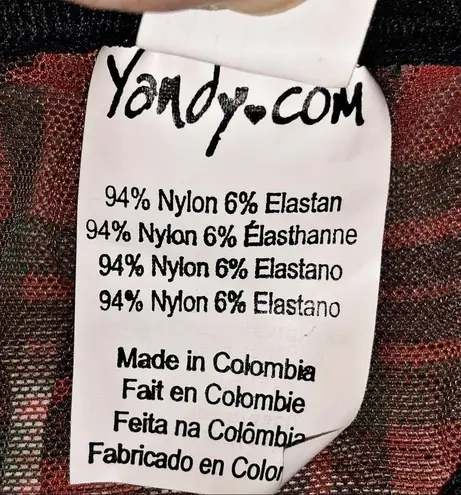 Yandy.com
94% Nylon 6% Elastan
94% Nylon 6% Élasthanne
94% Nylon 6% Elastano
94% Nylon 6% Elastano
Made in Colombia
Fait en Colombie
Feita na Colômbia
Fabricado en